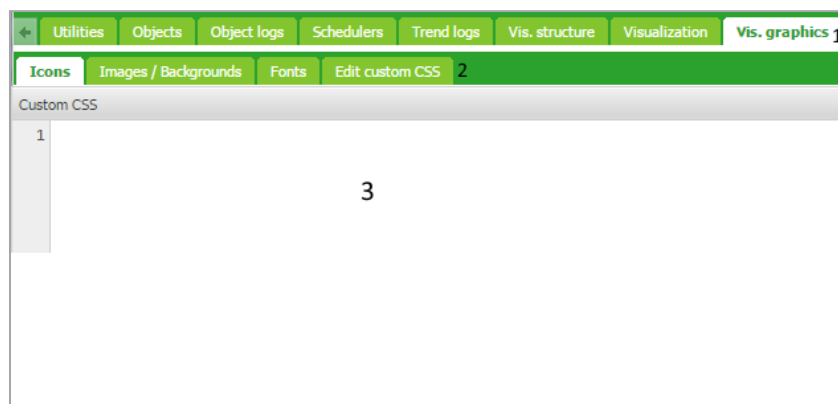 Utilities Objects Object logs Schedulers Trend logs Vis. structure Visualization Vis. graphics 1
Icons Images / Backgrounds Fonts Edit custom CSS 2
Custom CSS
1
3